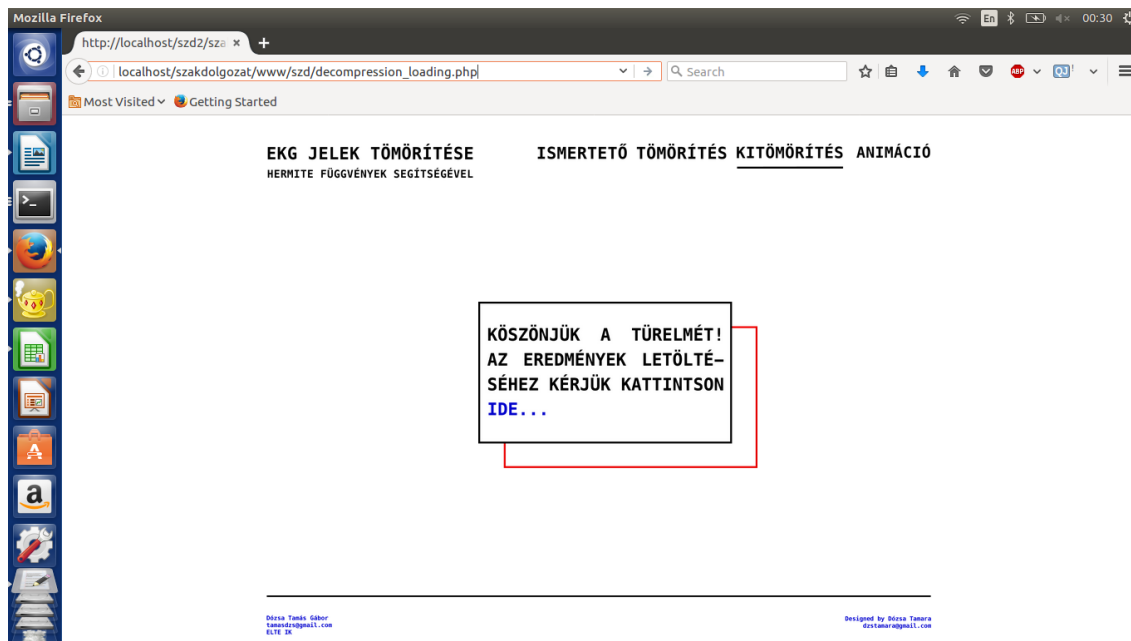 Mozilla Firefox
En
00:30
http://localhost/szd2/sza
localhost/szakdolgozat/www/szd/decompression_loading.php
Search
ABP
QJ
Most Visited
Getting Started
EKG JELEK TÖMÖRÍTÉSE
HERMITE FÜGGVÉNYEK SEGÍTSÉGÉVEL
ISMERTETŐ TÖMÖRÍTÉS KITÖMÖRÍTÉS ANIMÁCIÓ
KÖSZÖNJÜK A TÜRELMÉT!
AZ EREDMÉNYEK LETÖLTÉ–
SÉHEZ KÉRJÜK KATTINTSON
IDE...
Dózsa Tamás Gábor
tamasdzs@gmail.com
ELTE IK
Designed by Dózsa Tamara
dzstamara@gmail.com